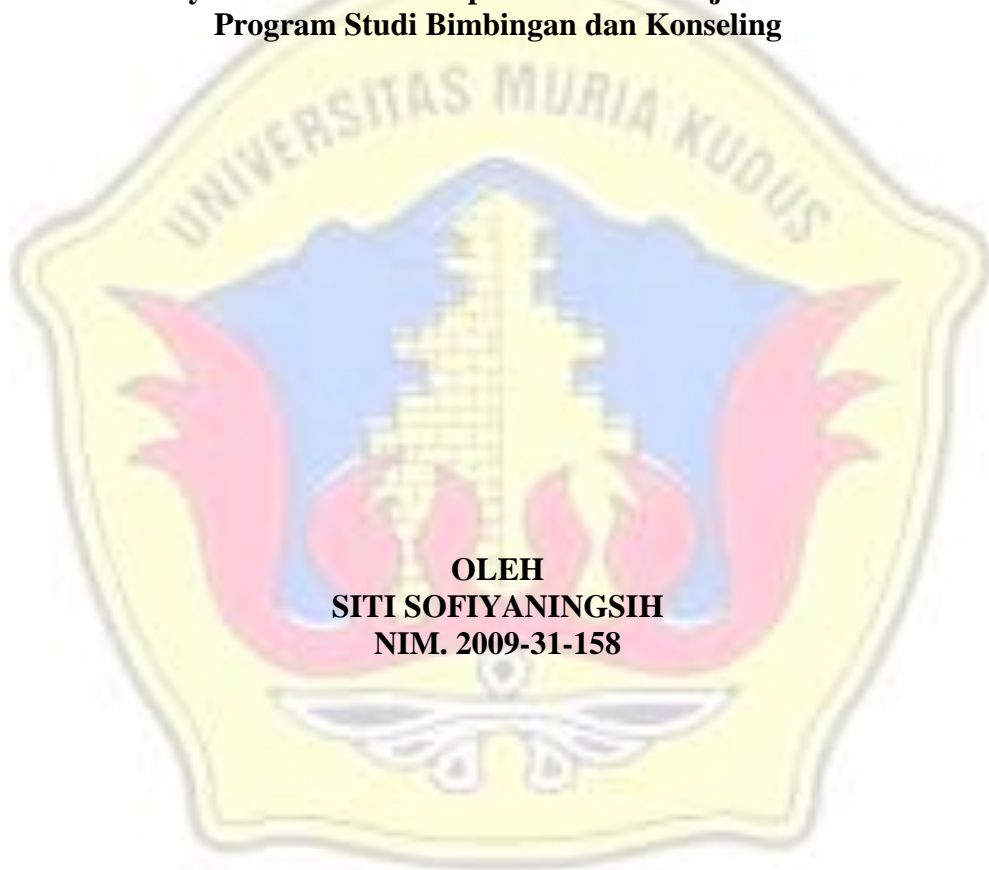 Program Studi Bimbingan dan Konseling
UNIVERSITAS MURIA KUDUS
OLEH
SITI SOFIYANINGSIH
NIM. 2009-31-158